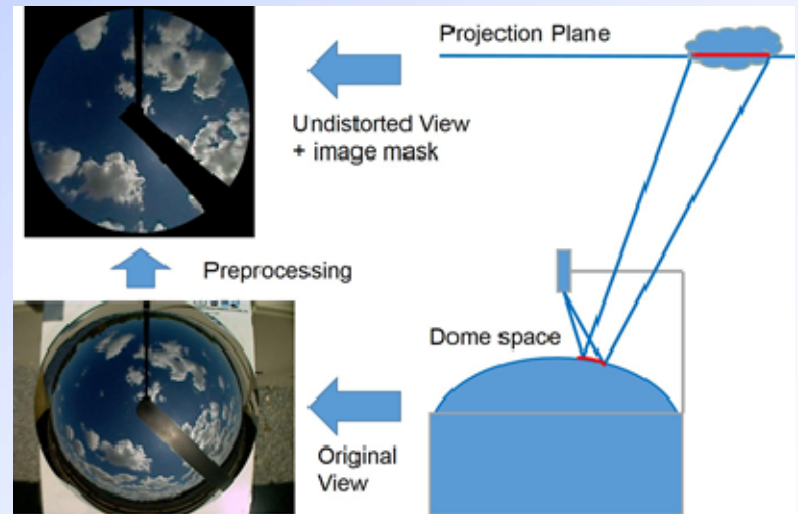 Projection Plane
Undistorted View
+ image mask
Preprocessing
Dome space
Original
View